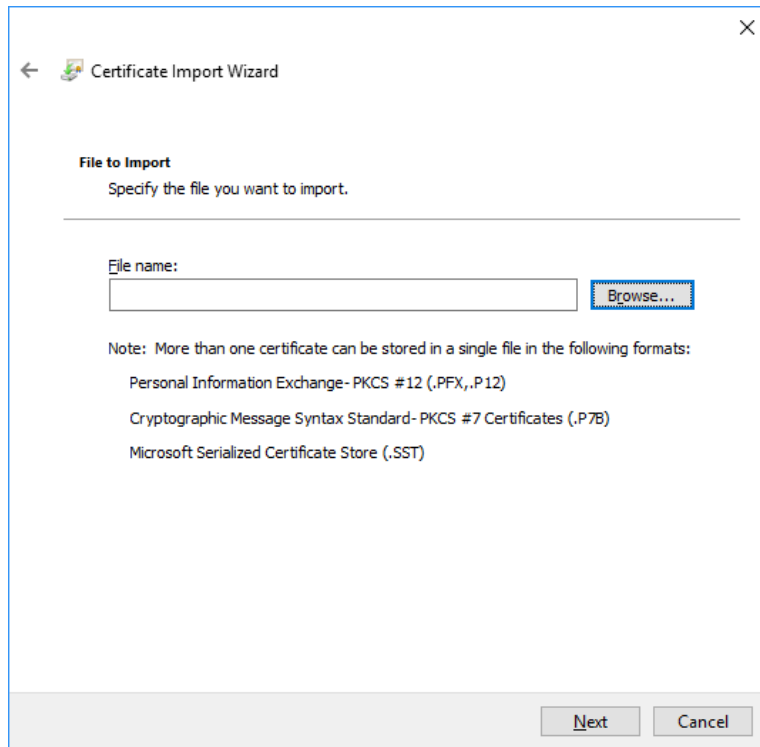 Certificate Import Wizard
File to Import
Specify the file you want to import.
File name:
Browse...
Note: More than one certificate can be stored in a single file in the following formats:
Personal Information Exchange- PKCS #12 (.PFX,.P12)
Cryptographic Message Syntax Standard- PKCS #7 Certificates (.P7B)
Microsoft Serialized Certificate Store (.SST)
Next Cancel